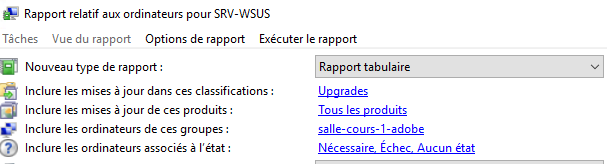 Rapport relatif aux ordinateurs pour SRV-WSUS
Tâches Vue du rapport Options de rapport Exécuter le rapport
Nouveau type de rapport : Rapport tabulaire
Inclure les mises à jour dans ces classifications : Upgrades
Inclure les mises à jour de ces produits : Tous les produits
Inclure les ordinateurs de ces groupes : salle-cours-1-adobe
Inclure les ordinateurs associés à l'état : Nécessaire, Échec, Aucun état